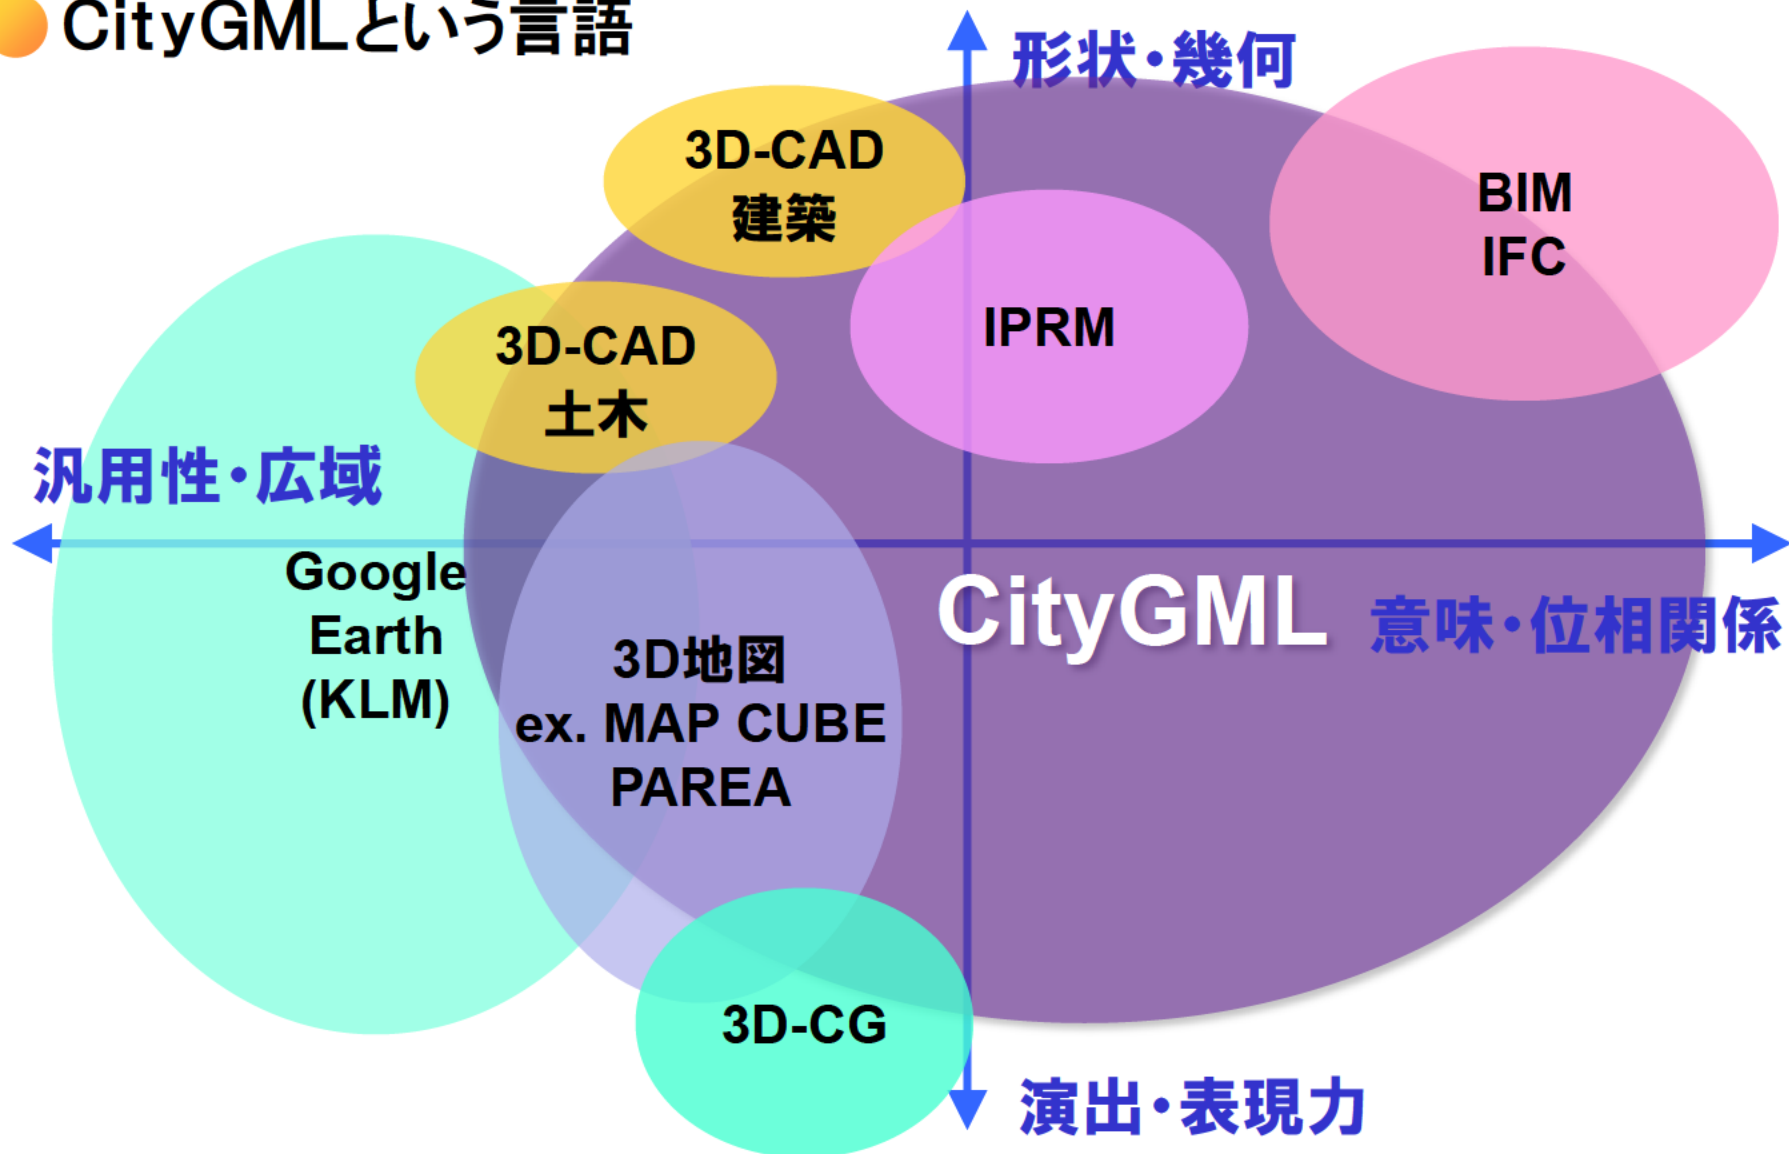 CityGMLという言語
形状・幾何
3D-CAD
建築
BIM
IFC
IPRM
3D-CAD
土木
汎用性・広域
Google
Earth
(KLM)
CityGML
意味・位相関係
3D地図
ex. MAP CUBE
PAREA
3D-CG
演出・表現力